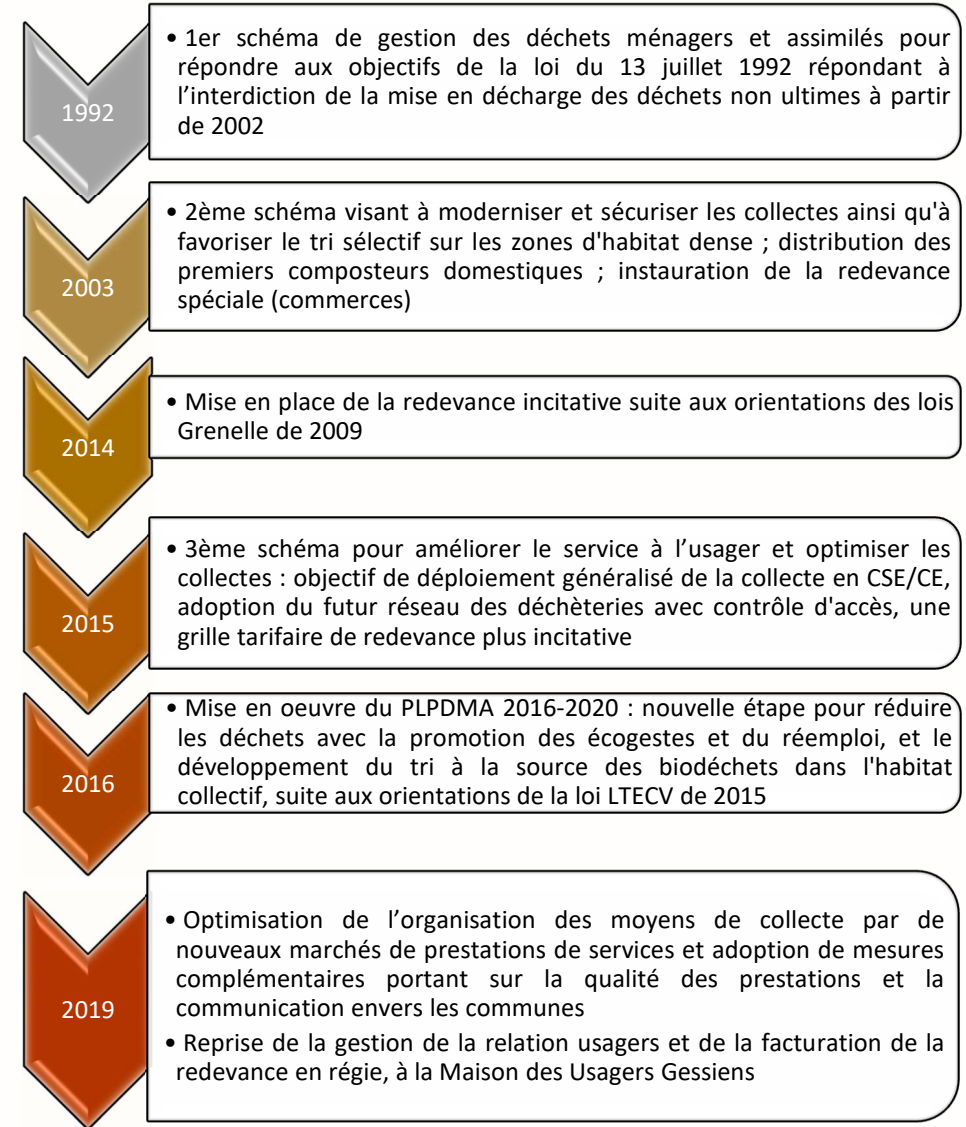 1992
• 1er schéma de gestion des déchets ménagers et assimilés pour
répondre aux objectifs de la loi du 13 juillet 1992 répondant à
l’interdiction de la mise en décharge des déchets non ultimes à partir
de 2002
2003
• 2ème schéma visant à moderniser et sécuriser les collectes ainsi qu'à
favoriser le tri sélectif sur les zones d'habitat dense ; distribution des
premiers composteurs domestiques ; instauration de la redevance
spéciale (commerces)
2014
• Mise en place de la redevance incitative suite aux orientations des lois
Grenelle de 2009
2015
• 3ème schéma pour améliorer le service à l’usager et optimiser les
collectes : objectif de déploiement généralisé de la collecte en CSE/CE,
adoption du futur réseau des déchèteries avec contrôle d'accès, une
grille tarifaire de redevance plus incitative
2016
• Mise en oeuvre du PLPDMA 2016-2020 : nouvelle étape pour réduire
les déchets avec la promotion des écogestes et du réemploi, et le
développement du tri à la source des biodéchets dans l'habitat
collectif, suite aux orientations de la loi LTECV de 2015
2019
• Optimisation de l’organisation des moyens de collecte par de
nouveaux marchés de prestations de services et adoption de mesures
complémentaires portant sur la qualité des prestations et la
communication envers les communes
• Reprise de la gestion de la relation usagers et de la facturation de la
redevance en régie, à la Maison des Usagers Gessiens